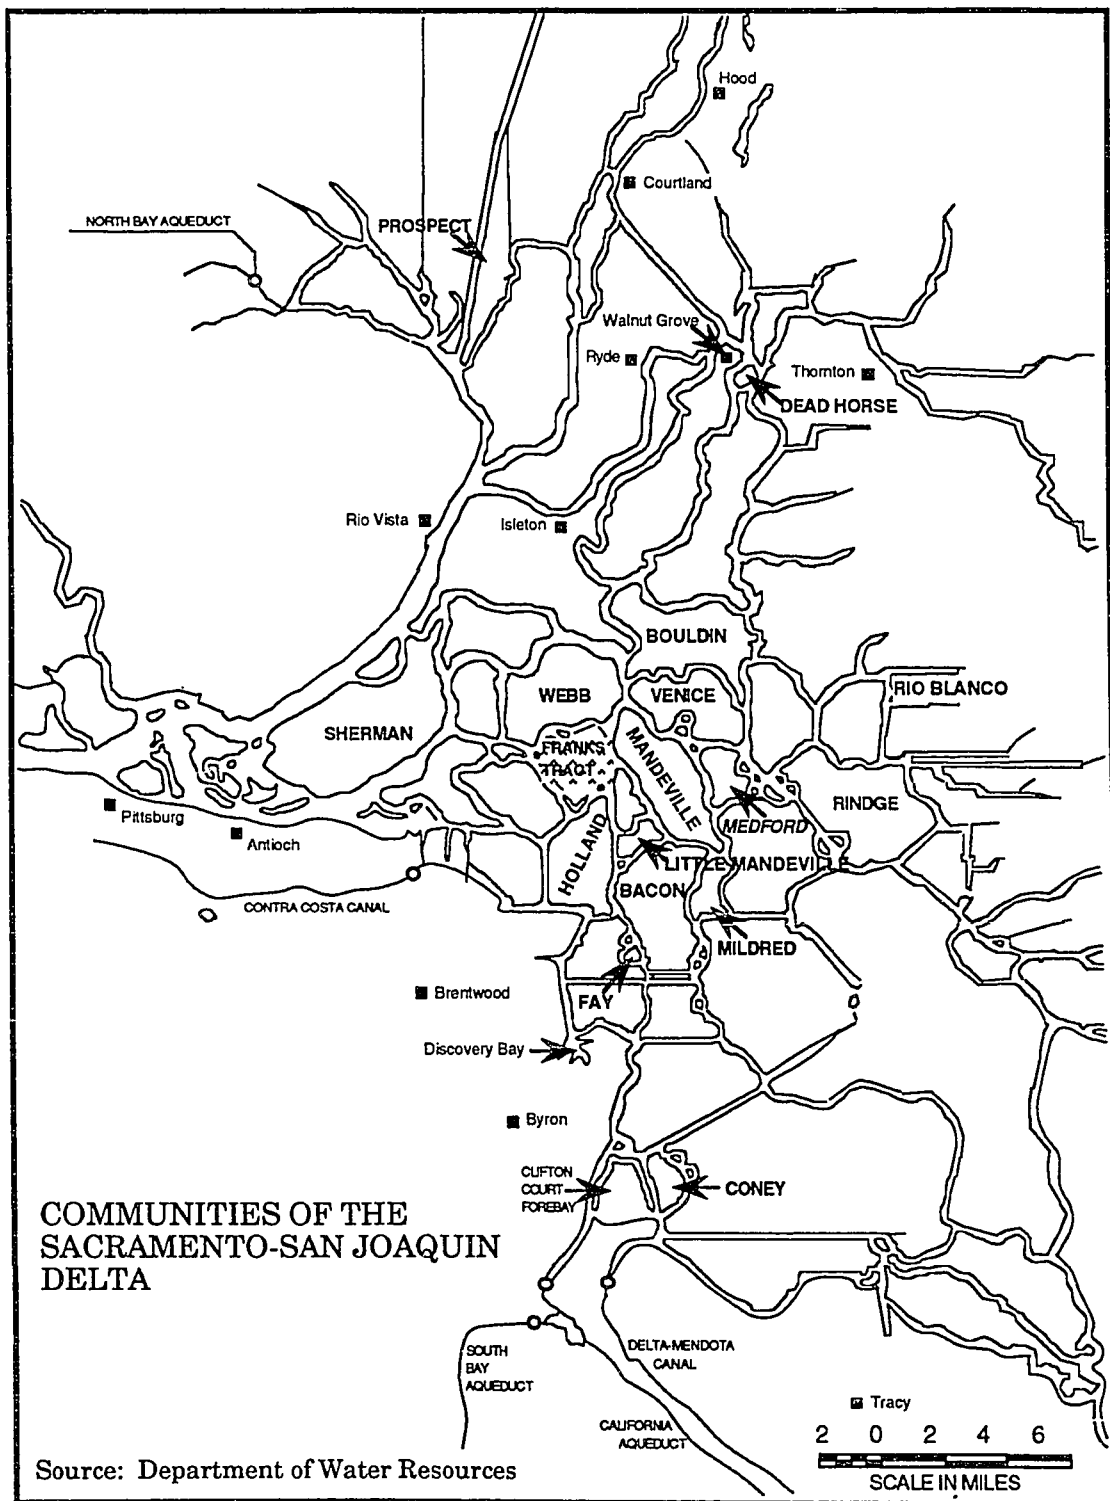 Hood
Courtland
NORTH BAY AQUEDUCT
PROSPECT
Walnut Grove
Ryde
Thornton
DEAD HORSE
Rio Vista
Isleton
BOULDIN
WEBB
VENICE
RIO BLANCO
SHERMAN
FRANKS
TRACT
MANDEVILLE
RINDGE
MEDFORD
Pittsburg
Antioch
HOLLAND
LITTLE MANDEVILLE
BACON
CONTRA COSTA CANAL
MILDRED
Brentwood
FAY
Discovery Bay
Byron
CLIFTON
COURT
FOREBAY
CONEY
COMMUNITIES OF THE
SACRAMENTO-SAN JOAQUIN
DELTA
SOUTH
BAY
AQUEDUCT
DELTA-MENDOTA
CANAL
CALIFORNIA
AQUEDUCT
Tracy
2 0 2 4 6
SCALE IN MILES
Source: Department of Water Resources